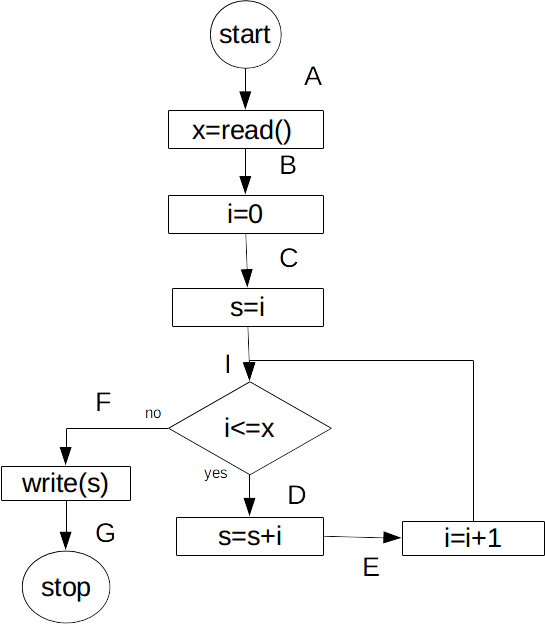 start
A
x=read()
B
i=0
C
s=i
I
F
no
i<=x
yes
write(s)
D
G
s=s+i
i=i+1
E
stop